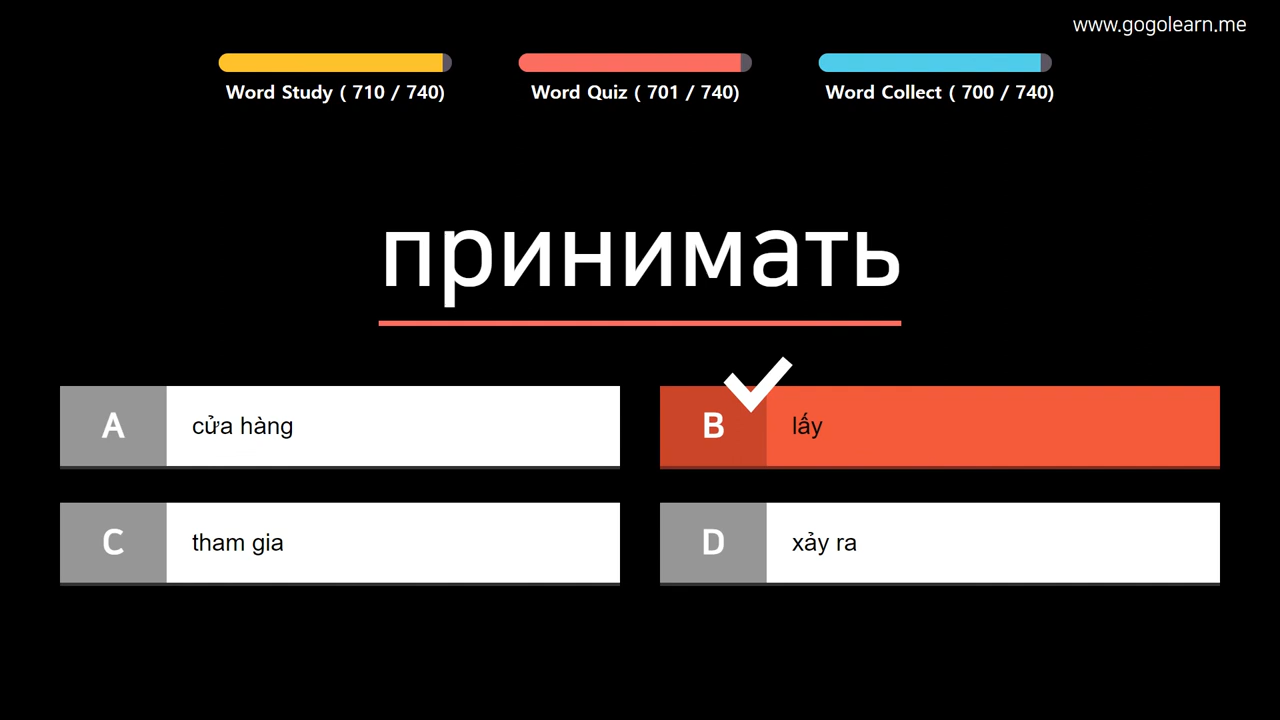 www.gogolearn.me
Word Study ( 710 / 740)
Word Quiz ( 701 / 740)
Word Collect ( 700 / 740)
принимать
A cửa hàng
B lấy
C tham gia
D xảy ra